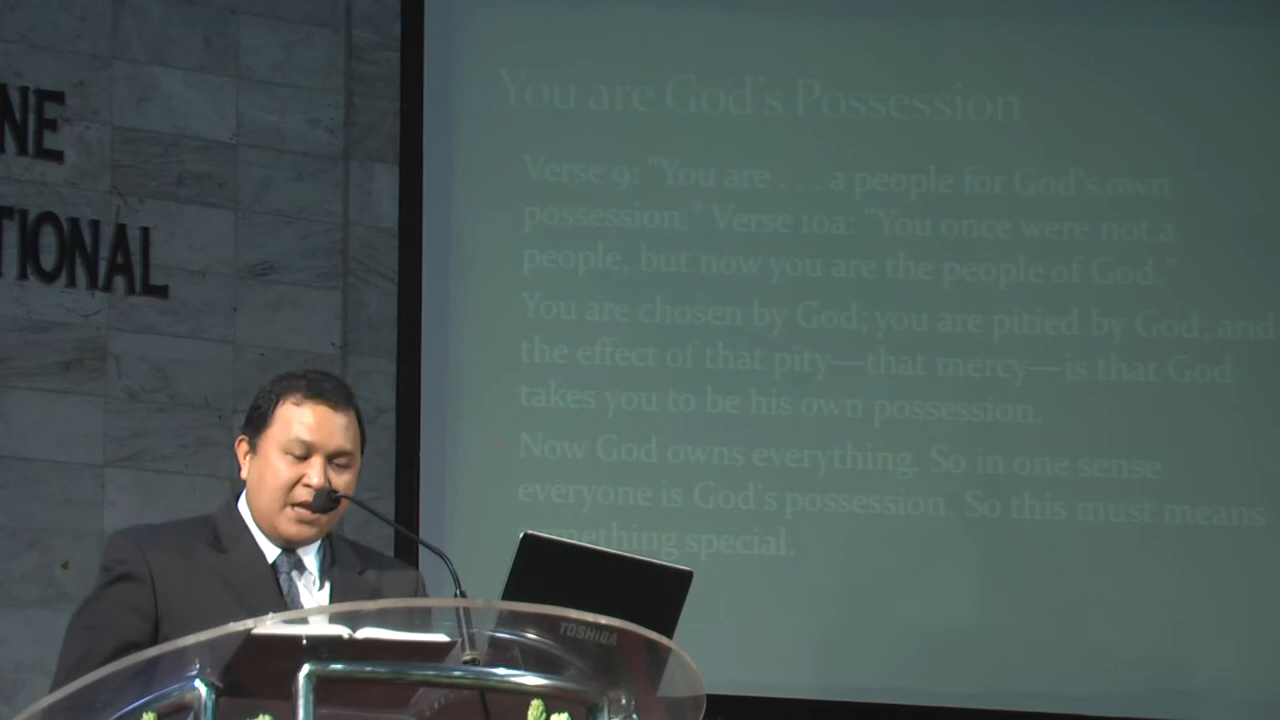 NE
TIONAL
You are God's Possession
Verse 9: "You are . . . a people for God's own
possession." Verse 10a: "You once were not a
people, but now you are the people of God."
You are chosen by God; you are pitied by God; and
the effect of that pity—that mercy—is that God
takes you to be his own possession.
Now God owns everything. So in one sense
everyone is God's possession. So this must means
something special.
TOSHIBA